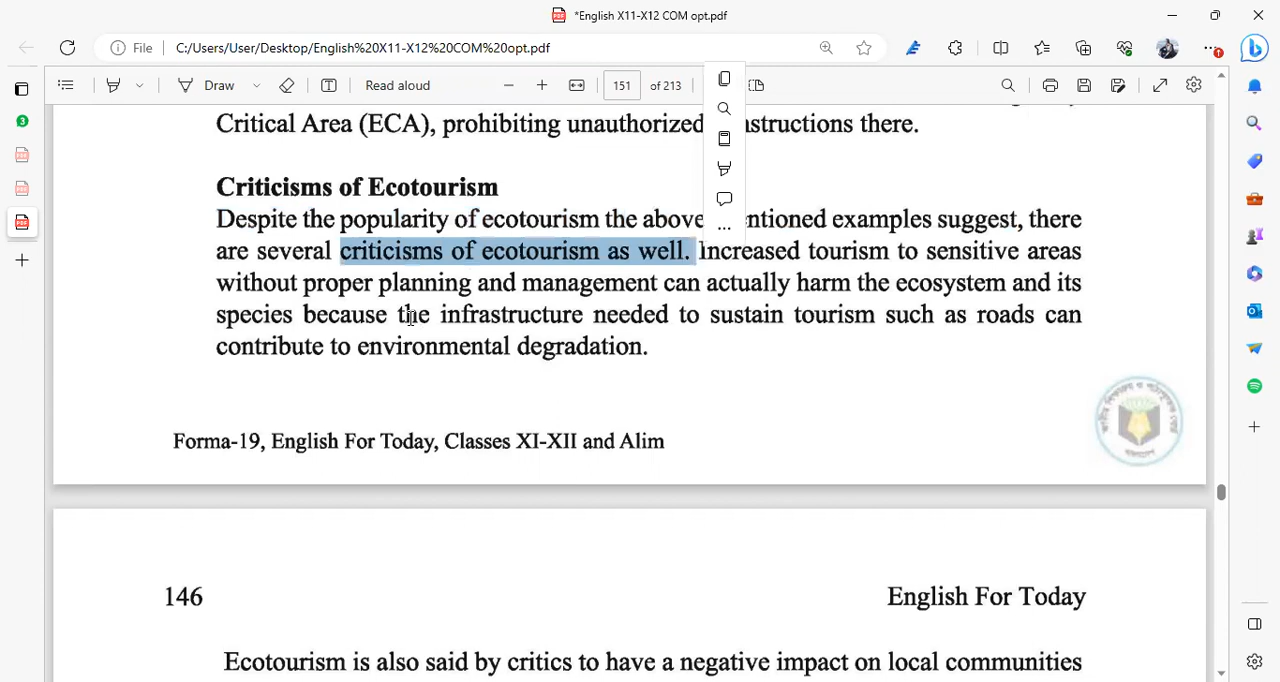 *English X11-X12 COM opt.pdf
File C:/Users/User/Desktop/English%20X11-X12%20COM%20opt.pdf
Draw Read aloud 151 of 213
Critical Area (ECA), prohibiting unauthorized structions there.
Criticisms of Ecotourism
Despite the popularity of ecotourism the above entioned examples suggest, there
are several criticisms of ecotourism as well. Increased tourism to sensitive areas
without proper planning and management can actually harm the ecosystem and its
species because the infrastructure needed to sustain tourism such as roads can
contribute to environmental degradation.
Forma-19, English For Today, Classes XI-XII and Alim
146 English For Today
Ecotourism is also said by critics to have a negative impact on local communities